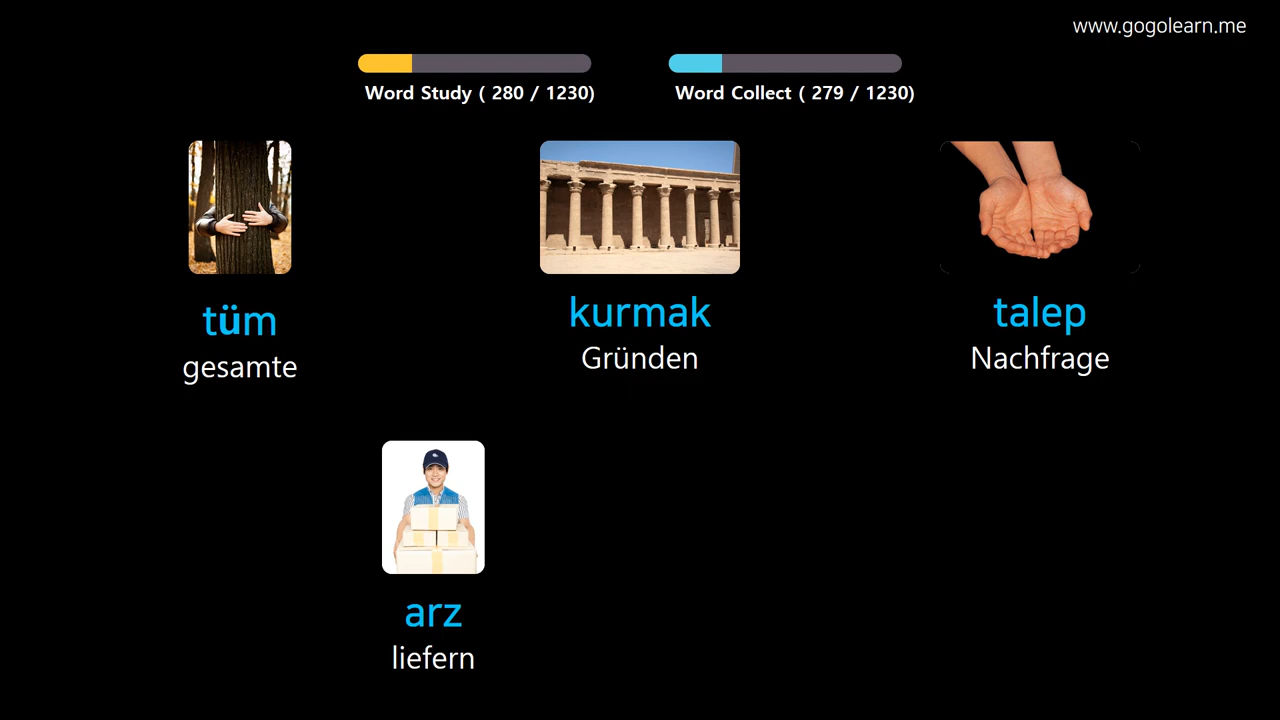 www.gogolearn.me
Word Study ( 280 / 1230)
Word Collect ( 279 / 1230)
tüm
gesamte
kurmak
Gründen
talep
Nachfrage
arz
liefern